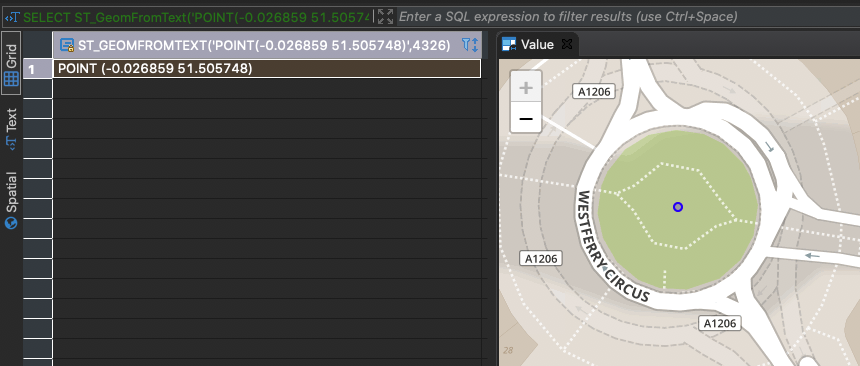 SELECT ST_GeomFromText('POINT(-0.026859 51.50574
Enter a SQL expression to filter results (use Ctrl+Space)
Grid
Text
Spatial
ST_GEOMFROMTEXT('POINT(-0.026859 51.505748)',4326)
1
POINT (-0.026859 51.505748)
Value
+
−
A1206
WESTFERRY CIRCUS
A1206
A1206
28